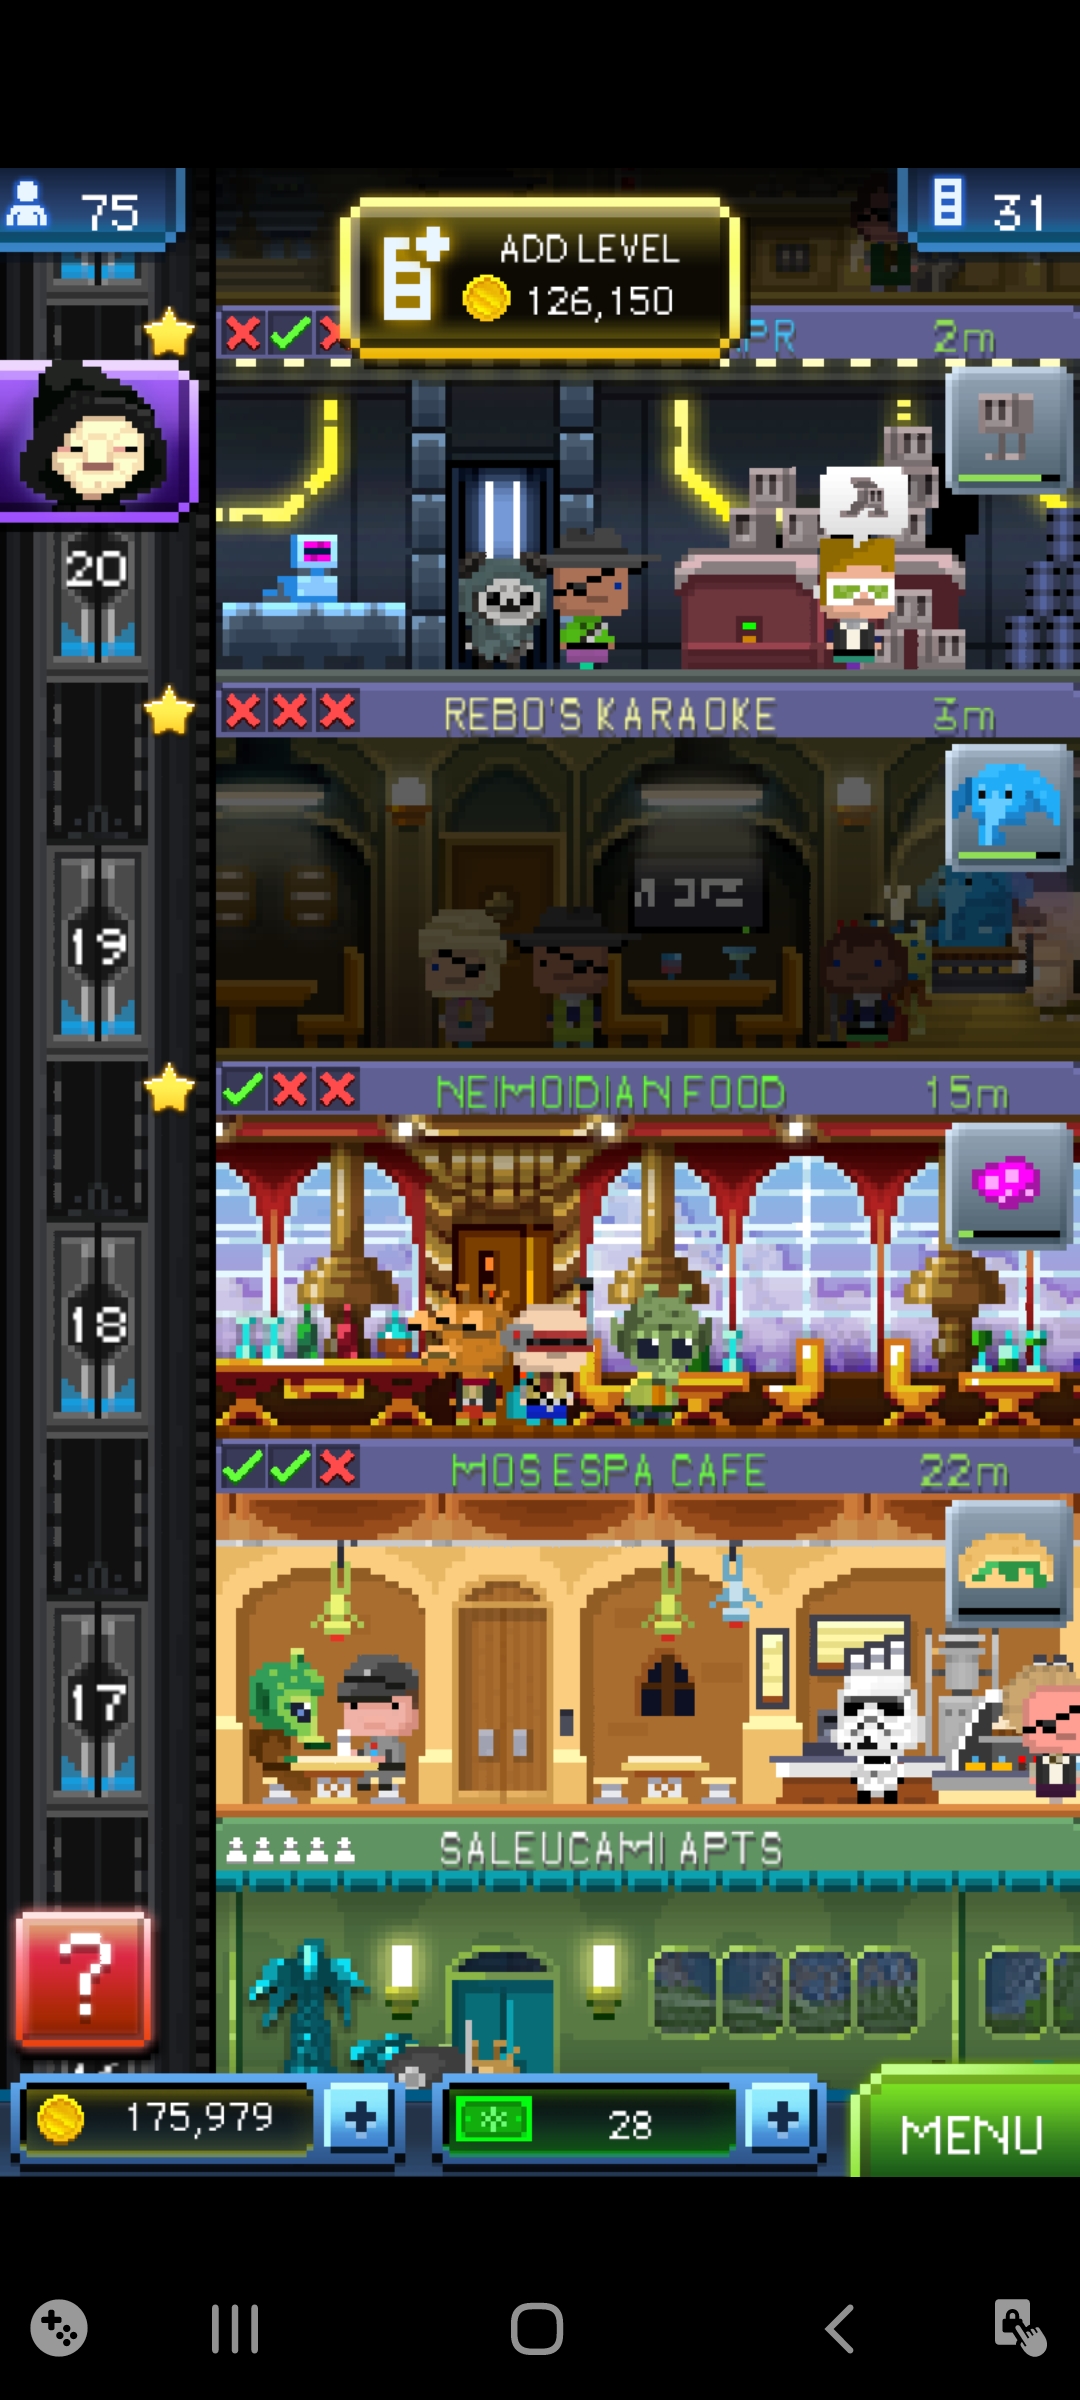 75
ADD LEVEL
126,150
31
PR 2m
20
REBO'S KARAOKE 3m
19
NEIMOIDIAN FOOD 15m
18
MOS ESPA CAFE 22m
17
SALEUCAMI APTS
?
175,979
28
MENU